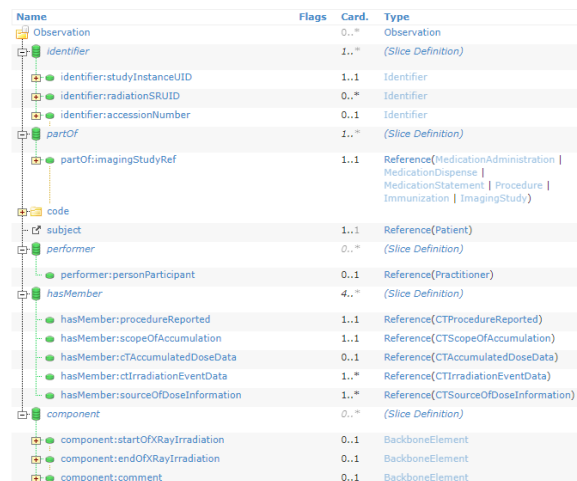 Name Flags Card. Type
Observation 0..* Observation
identifier 1..* (Slice Definition)
identifier:studyInstanceUID 1..1 Identifier
identifier:radiationSRUID 0..* Identifier
identifier:accessionNumber 0..1 Identifier
partOf 1..* (Slice Definition)
partOf:imagingStudyRef 1..1 Reference(MedicationAdministration |
MedicationDispense |
MedicationStatement | Procedure |
Immunization | ImagingStudy)
code
subject 1..1 Reference(Patient)
performer 0..* (Slice Definition)
performer:personParticipant 0..1 Reference(Practitioner)
hasMember 4..* (Slice Definition)
hasMember:procedureReported 1..1 Reference(CTProcedureReported)
hasMember:scopeOfAccumulation 1..1 Reference(CTScopeOfAccumulation)
hasMember:cTAccumulatedDoseData 0..1 Reference(CTAccumulatedDoseData)
hasMember:ctIrradiationEventData 1..* Reference(CTIrradiationEventData)
hasMember:sourceOfDoseInformation 1..* Reference(CTSourceOfDoseInformation)
component 0..* (Slice Definition)
component:startOfXRayIrradiation 0..1 BackboneElement
component:endOfXRayIrradiation 0..1 BackboneElement
component:comment 0..1 BackboneElement